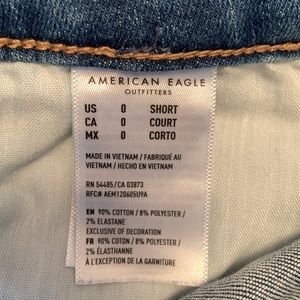 AMERICAN EAGLE
OUTFITTERS
US 0 SHORT
CA 0 COURT
MX 0 CORTO
MADE IN VIETNAM / FABRIQUÉ AU
VIETNAM / HECHO EN VIETNAM
RN 54485/CA 03873
RFC# AEM120605U9A
EN 90% COTTON / 8% POLYESTER /
2% ELASTANE
EXCLUSIVE OF DECORATION
FR 90% COTON / 8% POLYESTER /
2% ÉLASTHANNE
À L'EXCEPTION DE LA GARNITURE